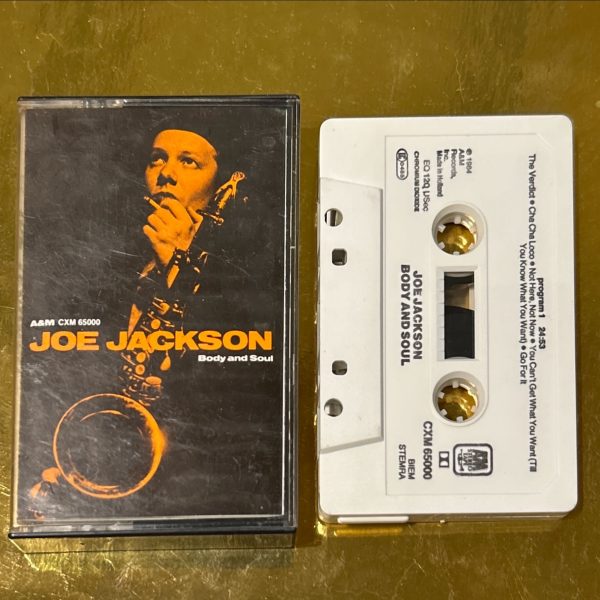 A&M CXM 65000
JOE JACKSON
Body and Soul
℗ 1984
A&M
Records,
Inc.
Made in Holland
EQ 120 µSec
CHROMIUM DIOXIDE
JOE JACKSON
BODY AND SOUL
CXM 65000
BIEM
STEMRA
A&M
program 1 24:53
The Verdict ● Cha Cha Loco ● Not Here, Not Now ● You Can't Get What You Want (Till
You Know What You Want) ● Go For It